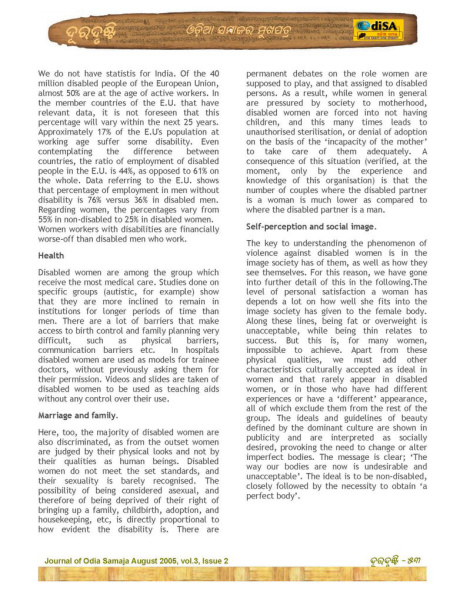 ଦୂରଦୃଷ୍ଟି
ଓଡ଼ିଆ ସମାଜର ମୁଖପତ୍ର
diSA
We do not have statistis for India. Of the 40
million disabled people of the European Union,
almost 50% are at the age of active workers. In
the member countries of the E.U. that have
relevant data, it is not foreseen that this
percentage will vary within the next 25 years.
Approximately 17% of the E.U's population at
working age suffer some disability. Even
contemplating the difference between
countries, the ratio of employment of disabled
people in the E.U. is 44%, as opposed to 61% on
the whole. Data referring to the E.U. shows
that percentage of employment in men without
disability is 76% versus 36% in disabled men.
Regarding women, the percentages vary from
55% in non-disabled to 25% in disabled women.
Women workers with disabilities are financially
worse-off than disabled men who work.
Health
Disabled women are among the group which
receive the most medical care. Studies done on
specific groups (autistic, for example) show
that they are more inclined to remain in
institutions for longer periods of time than
men. There are a lot of barriers that make
access to birth control and family planning very
difficult, such as physical barriers,
communication barriers etc. In hospitals
disabled women are used as models for trainee
doctors, without previously asking them for
their permission. Videos and slides are taken of
disabled women to be used as teaching aids
without any control over their use.
Marriage and family.
Here, too, the majority of disabled women are
also discriminated, as from the outset women
are judged by their physical looks and not by
their qualities as human beings. Disabled
women do not meet the set standards, and
their sexuality is barely recognised. The
possibility of being considered asexual, and
therefore of being deprived of their right of
bringing up a family, childbirth, adoption, and
housekeeping, etc, is directly proportional to
how evident the disability is. There are
permanent debates on the role women are
supposed to play, and that assigned to disabled
persons. As a result, while women in general
are pressured by society to motherhood,
disabled women are forced into not having
children, and this many times leads to
unauthorised sterilisation, or denial of adoption
on the basis of the ‘incapacity of the mother’
to take care of them adequately. A
consequence of this situation (verified, at the
moment, only by the experience and
knowledge of this organisation) is that the
number of couples where the disabled partner
is a woman is much lower as compared to
where the disabled partner is a man.
Self-perception and social image.
The key to understanding the phenomenon of
violence against disabled women is in the
image society has of them, as well as how they
see themselves. For this reason, we have gone
into further detail of this in the following.The
level of personal satisfaction a woman has
depends a lot on how well she fits into the
image society has given to the female body.
Along these lines, being fat or overweight is
unacceptable, while being thin relates to
success. But this is, for many women,
impossible to achieve. Apart from these
physical qualities, we must add other
characteristics culturally accepted as ideal in
women and that rarely appear in disabled
women, or in those who have had different
experiences or have a ‘different’ appearance,
all of which exclude them from the rest of the
group. The ideals and guidelines of beauty
defined by the dominant culture are shown in
publicity and are interpreted as socially
desired, provoking the need to change or alter
imperfect bodies. The message is clear; ‘The
way our bodies are now is undesirable and
unacceptable’. The ideal is to be non-disabled,
closely followed by the necessity to obtain ‘a
perfect body’.
Journal of Odia Samaja August 2005, vol.3, Issue 2
ଦୂରଦୃଷ୍ଟି - ୫୩